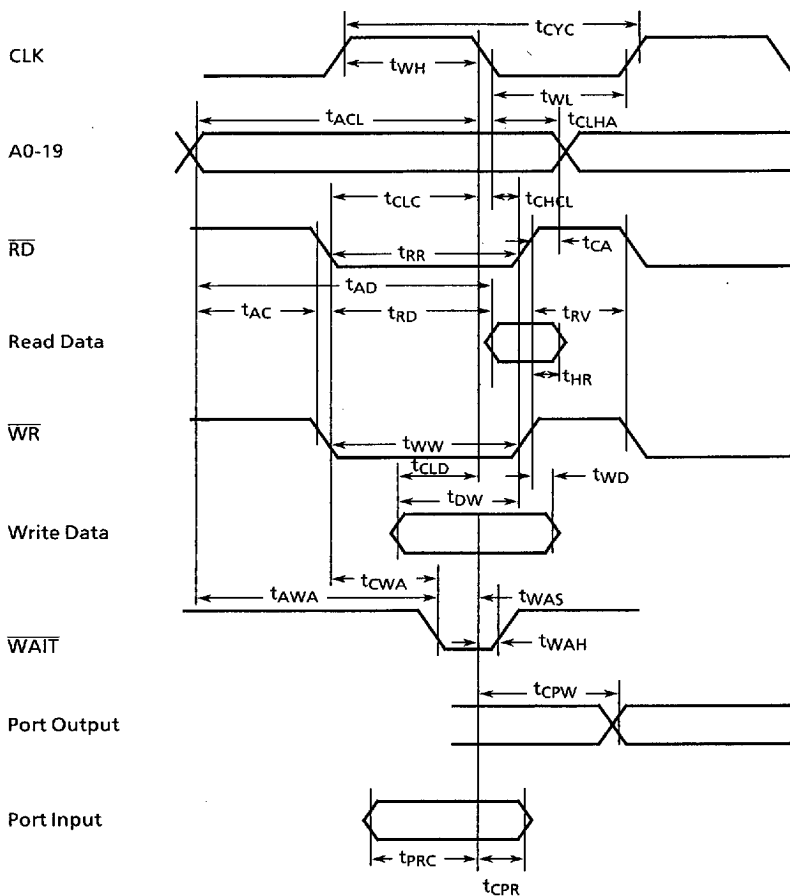 tCYC
CLK
tWH
tWL
tACL
tCLHA
A0-19
tCLC
tCHCL
RD
tRR
tCA
tAD
tAC
tRD
tRV
Read Data
tHR
WR
tWW
tCLD
tWD
tDW
Write Data
tCWA
tAWA
tWAS
WAIT
tWAH
tCPW
Port Output
Port Input
tPRC
tCPR